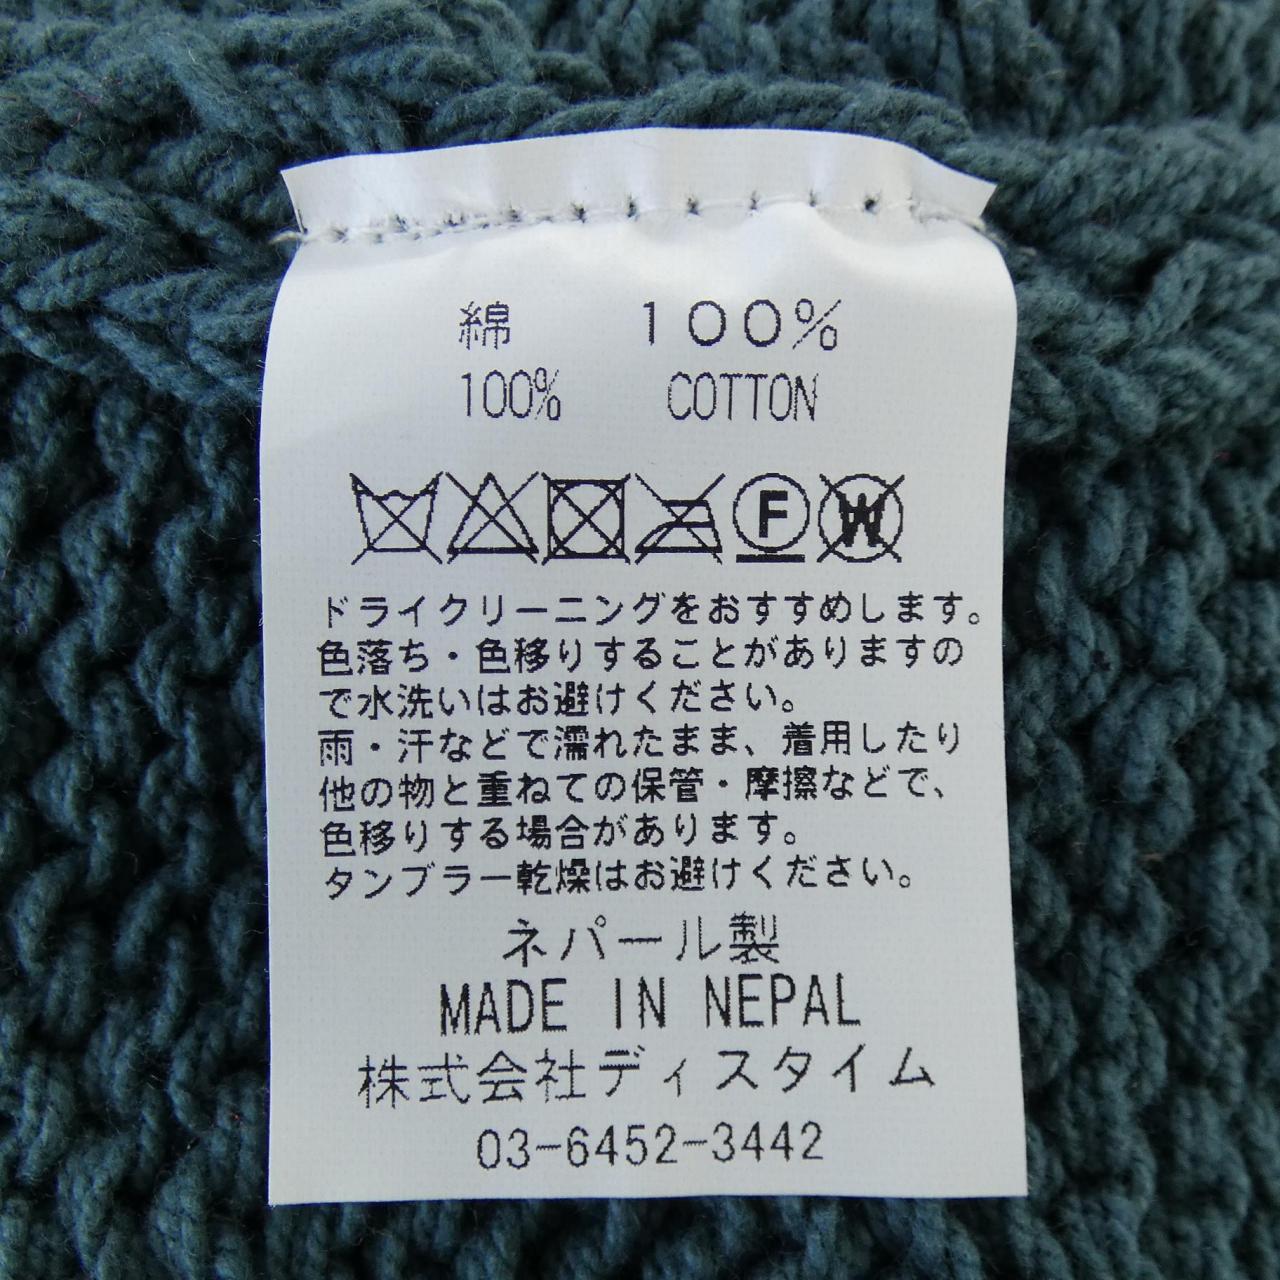 綿 100%
100% COTTON
F W
ドライクリーニングをおすすめします。
色落ち・色移りすることがありますの
で水洗いはお避けください。
雨・汗などで濡れたまま、着用したり
他の物と重ねての保管・摩擦などで、
色移りする場合があります。
タンブラー乾燥はお避けください。
ネパール製
MADE IN NEPAL
株式会社ディスタイム
03-6452-3442